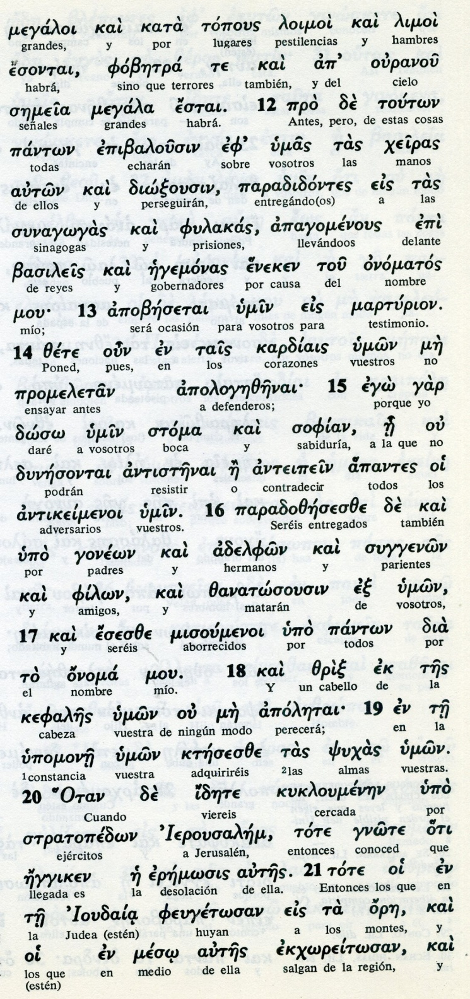 μεγάλοι καὶ κατὰ τόπους λοιμοὶ καὶ λιμοὶ
grandes, y por lugares pestilencias y hambres
ἔσονται, φόβητρά τε καὶ ἀπ' οὐρανοῦ
habrá, sino que terrores también, y del cielo
σημεῖα μεγάλα ἔσται. 12 πρὸ δὲ τούτων
señales grandes habrá. Antes, pero, de estas cosas
πάντων ἐπιβαλοῦσιν ἐφ' ὑμᾶς τὰς χεῖρας
todas echarán sobre vosotros las manos
αὐτῶν καὶ διώξουσιν, παραδιδόντες εἰς τὰς
de ellos y perseguirán, entregándo(os) a las
συναγωγὰς καὶ φυλακάς, ἀπαγομένους ἐπὶ
sinagogas y prisiones, llevándoos delante
βασιλεῖς καὶ ἡγεμόνας ἕνεκεν τοῦ ὀνόματός
de reyes y gobernadores por causa del nombre
μου· 13 ἀποβήσεται ὑμῖν εἰς μαρτύριον.
mío; será ocasión para vosotros para testimonio.
14 θέτε οὖν ἐν ταῖς καρδίαις ὑμῶν μὴ
Poned, pues, en los corazones vuestros no
προμελετᾶν ἀπολογηθῆναι· 15 ἐγὼ γὰρ
ensayar antes a defenderos; porque yo
δώσω ὑμῖν στόμα καὶ σοφίαν, ᾗ οὐ
daré a vosotros boca y sabiduría, a la que no
δυνήσονται ἀντιστῆναι ἢ ἀντειπεῖν ἅπαντες οἱ
podrán resistir o contradecir todos los
ἀντικείμενοι ὑμῖν. 16 παραδοθήσεσθε δὲ καὶ
adversarios vuestros. Seréis entregados también
ὑπὸ γονέων καὶ ἀδελφῶν καὶ συγγενῶν
por padres y hermanos y parientes
καὶ φίλων, καὶ θανατώσουσιν ἐξ ὑμῶν,
y amigos, y matarán de vosotros,
17 καὶ ἔσεσθε μισούμενοι ὑπὸ πάντων διὰ
y seréis aborrecidos por todos por
τὸ ὄνομά μου. 18 καὶ θρὶξ ἐκ τῆς
el nombre mío. Y un cabello de la
κεφαλῆς ὑμῶν οὐ μὴ ἀπόληται· 19 ἐν τῇ
cabeza vuestra de ningún modo perecerá; en la
ὑπομονῇ ὑμῶν κτήσεσθε τὰς ψυχὰς ὑμῶν.
1constancia vuestra adquiriréis 2las almas vuestras.
20 Ὅταν δὲ ἴδητε κυκλουμένην ὑπὸ
Cuando viereis cercada por
στρατοπέδων Ἰερουσαλήμ, τότε γνῶτε ὅτι
ejércitos a Jerusalén, entonces conoced que
ἤγγικεν ἡ ἐρήμωσις αὐτῆς. 21 τότε οἱ ἐν
llegada es la desolación de ella. Entonces los que en
τῇ Ἰουδαίᾳ φευγέτωσαν εἰς τὰ ὄρη, καὶ
la Judea (estén) huyan a los montes, y
οἱ ἐν μέσῳ αὐτῆς ἐκχωρείτωσαν, καὶ
los que en medio de ella salgan de la región, y
(estén)